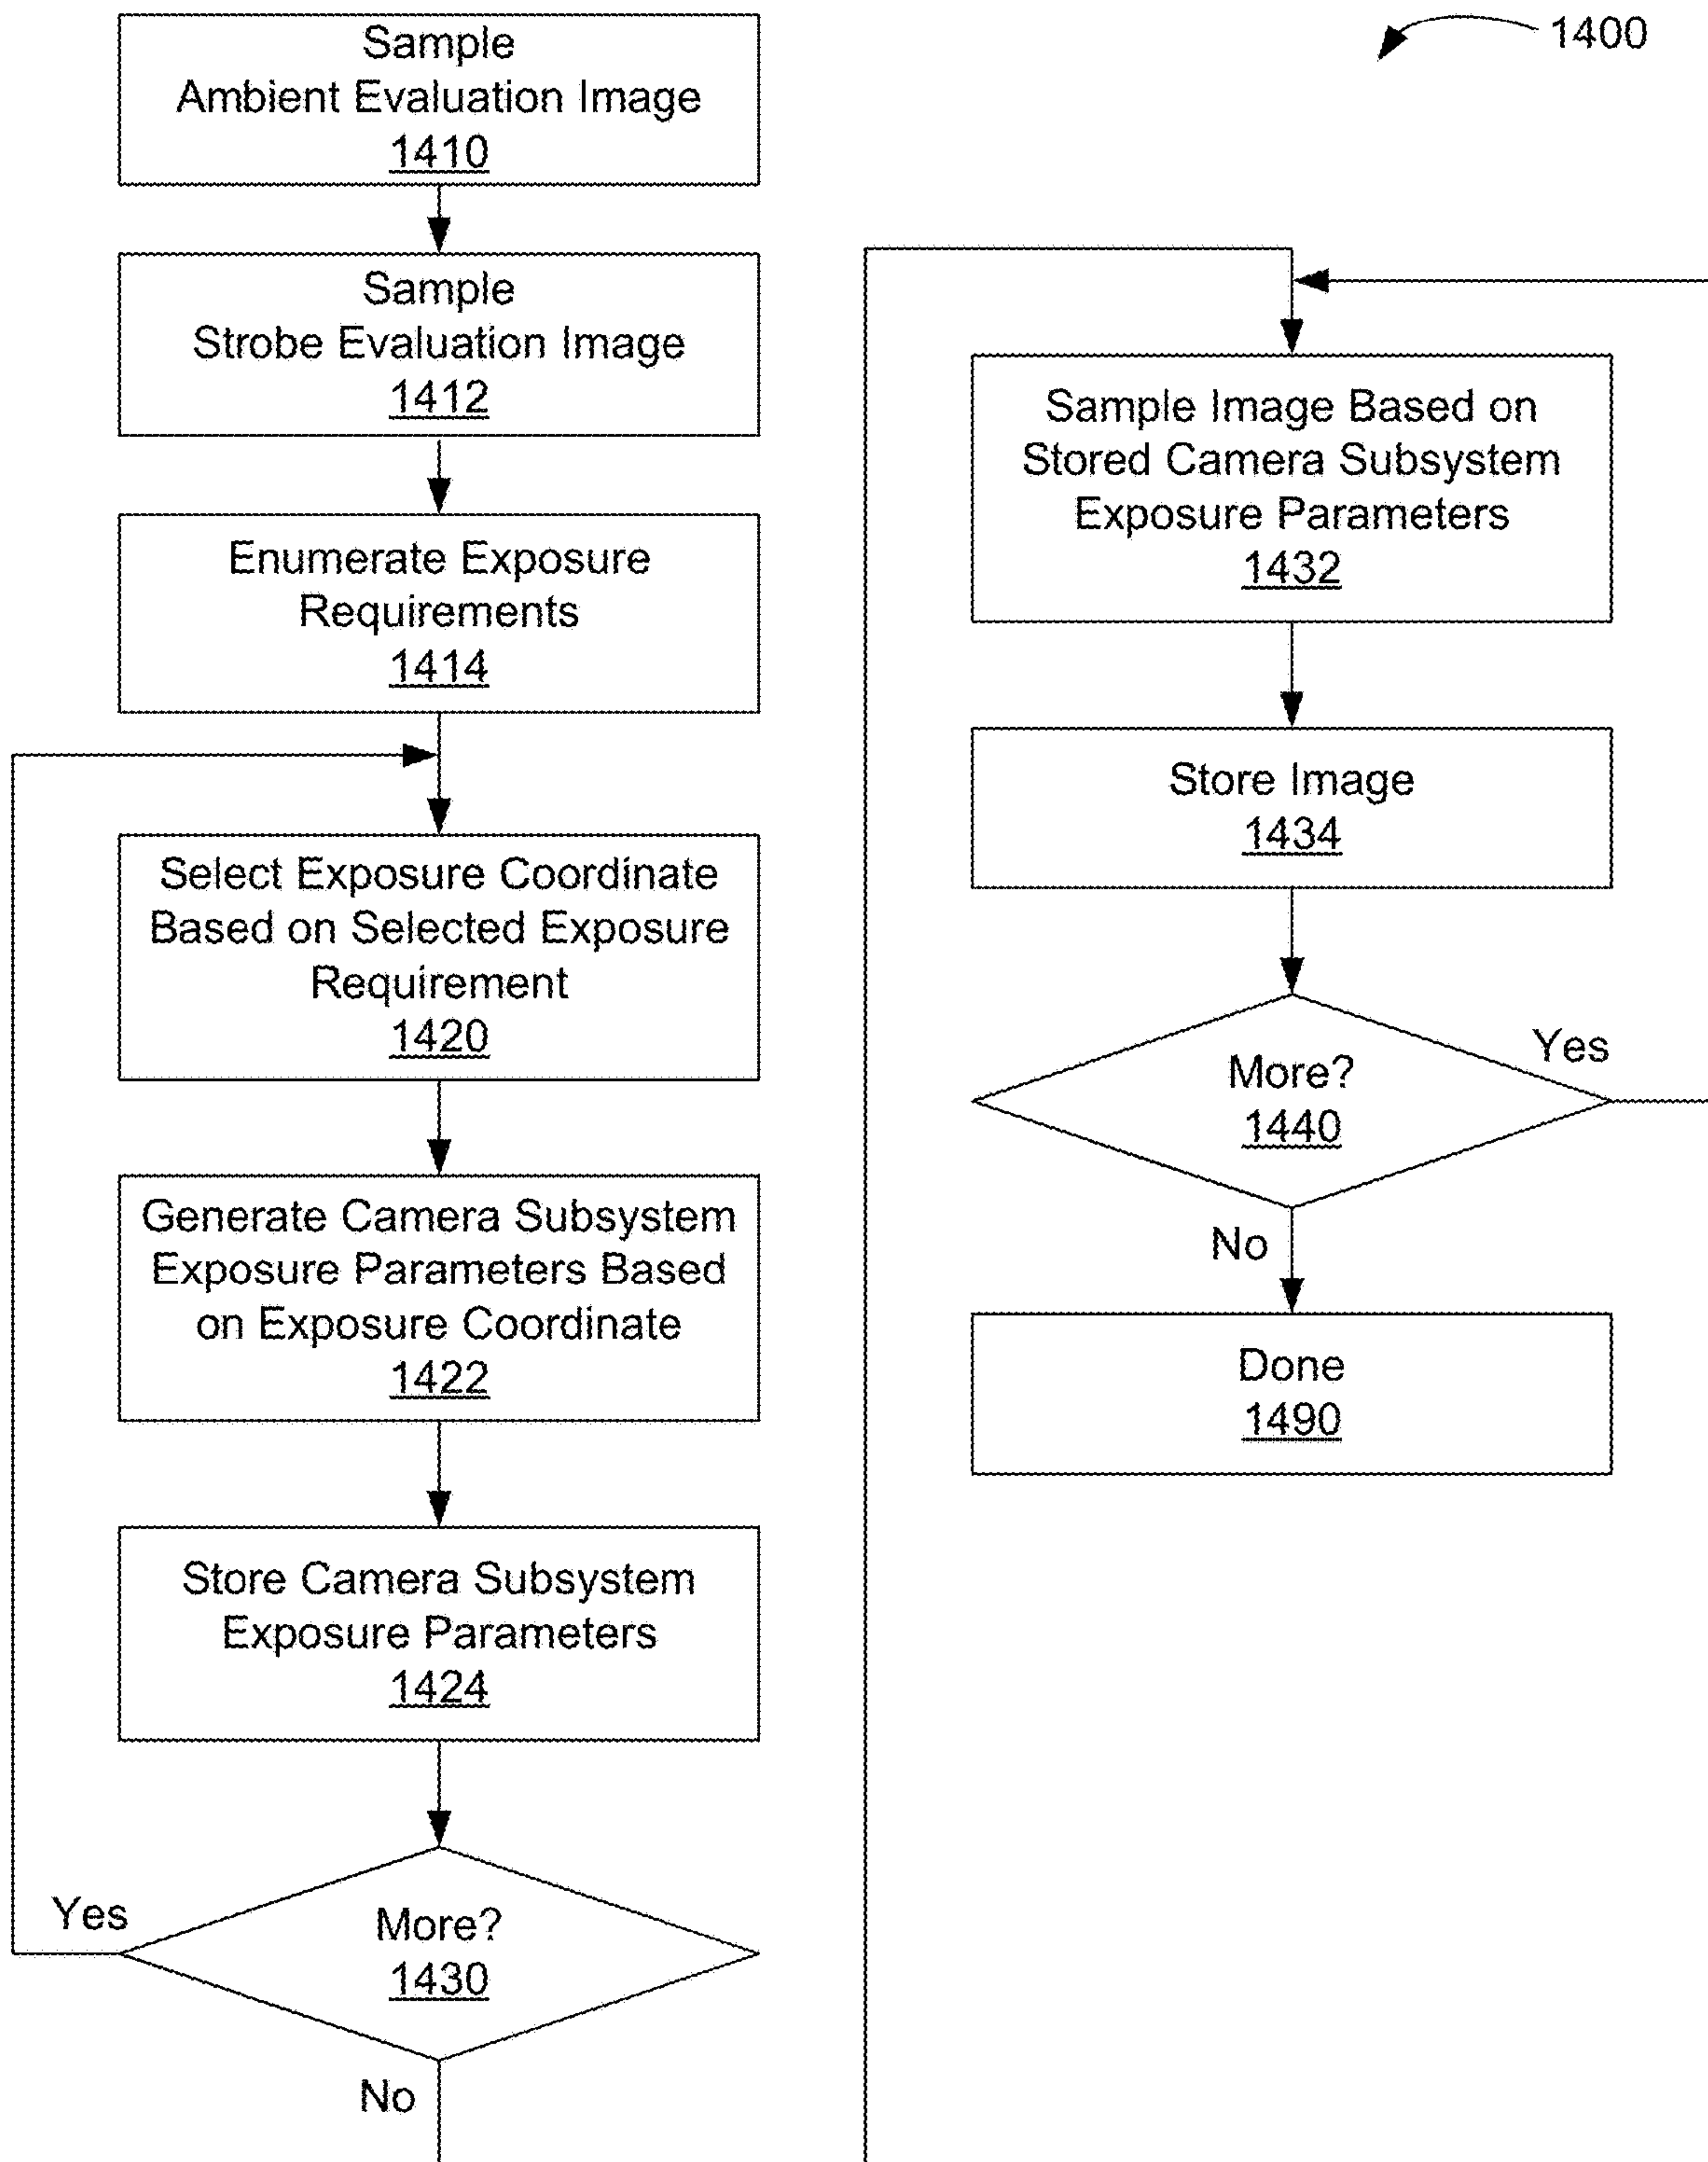 1400
Sample
Ambient Evaluation Image
1410
Sample
Strobe Evaluation Image
1412
Enumerate Exposure
Requirements
1414
Select Exposure Coordinate
Based on Selected Exposure
Requirement
1420
Generate Camera Subsystem
Exposure Parameters Based
on Exposure Coordinate
1422
Store Camera Subsystem
Exposure Parameters
1424
Yes
More?
1430
No
Sample Image Based on
Stored Camera Subsystem
Exposure Parameters
1432
Store Image
1434
Yes
More?
1440
No
Done
1490